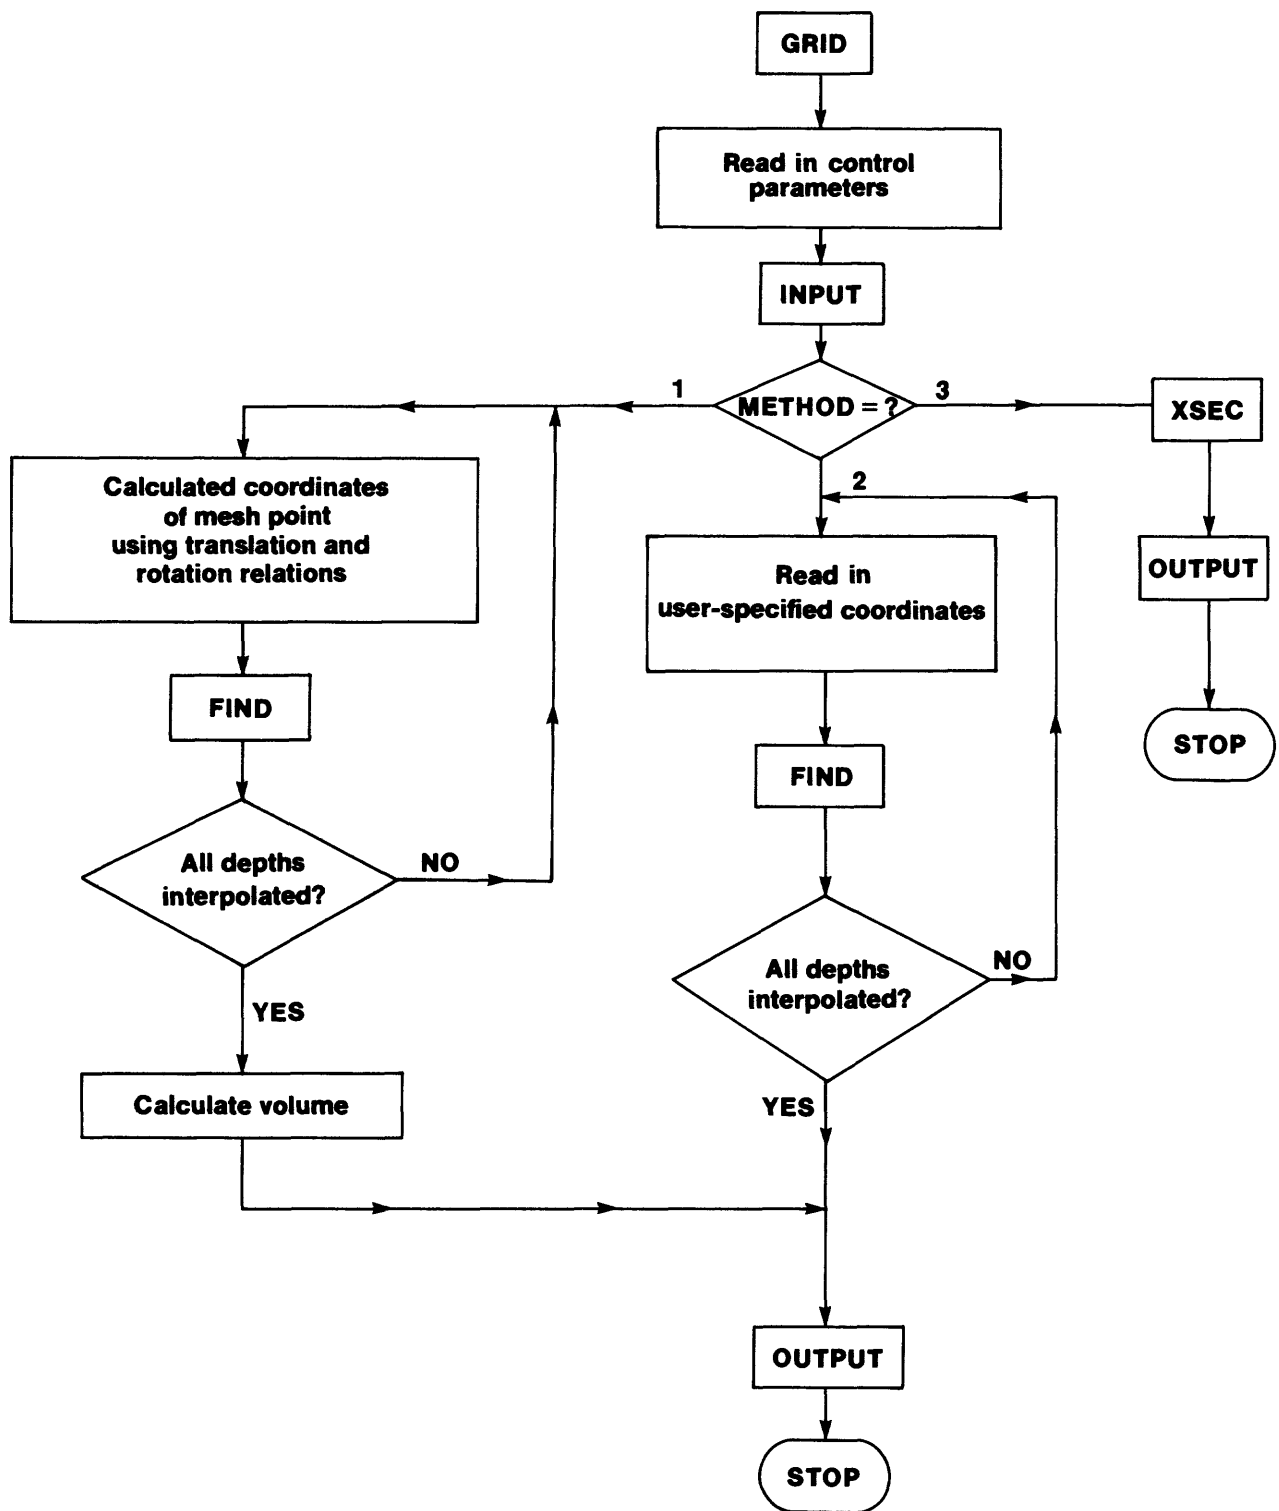 GRID
Read in control
parameters
INPUT
1
METHOD = ?
3
XSEC
Calculated coordinates
of mesh point
using translation and
rotation relations
2
Read in
user-specified coordinates
OUTPUT
FIND
STOP
FIND
All depths
interpolated?
NO
All depths
interpolated?
NO
YES
Calculate volume
YES
OUTPUT
STOP